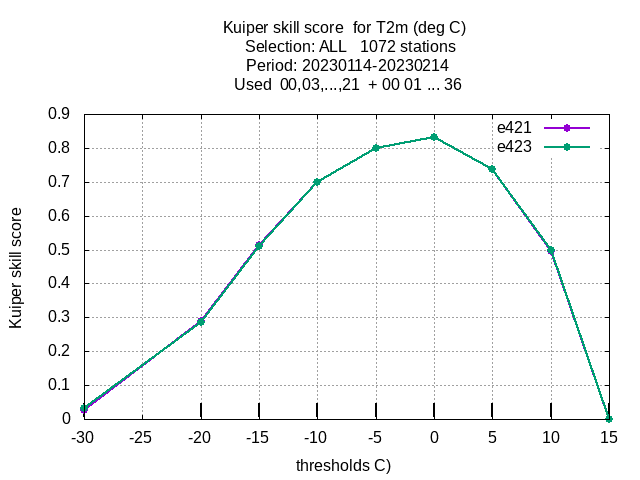 Kuiper skill score  for T2m (deg C)
Selection: ALL   1072 stations
Period: 20230114-20230214
Used  00,03,...,21  + 00 01 ... 36
e421
e423
Kuiper skill score
0.9
0.8
0.7
0.6
0.5
0.4
0.3
0.2
0.1
0
-30 -25 -20 -15 -10 -5 0 5 10 15
thresholds C)